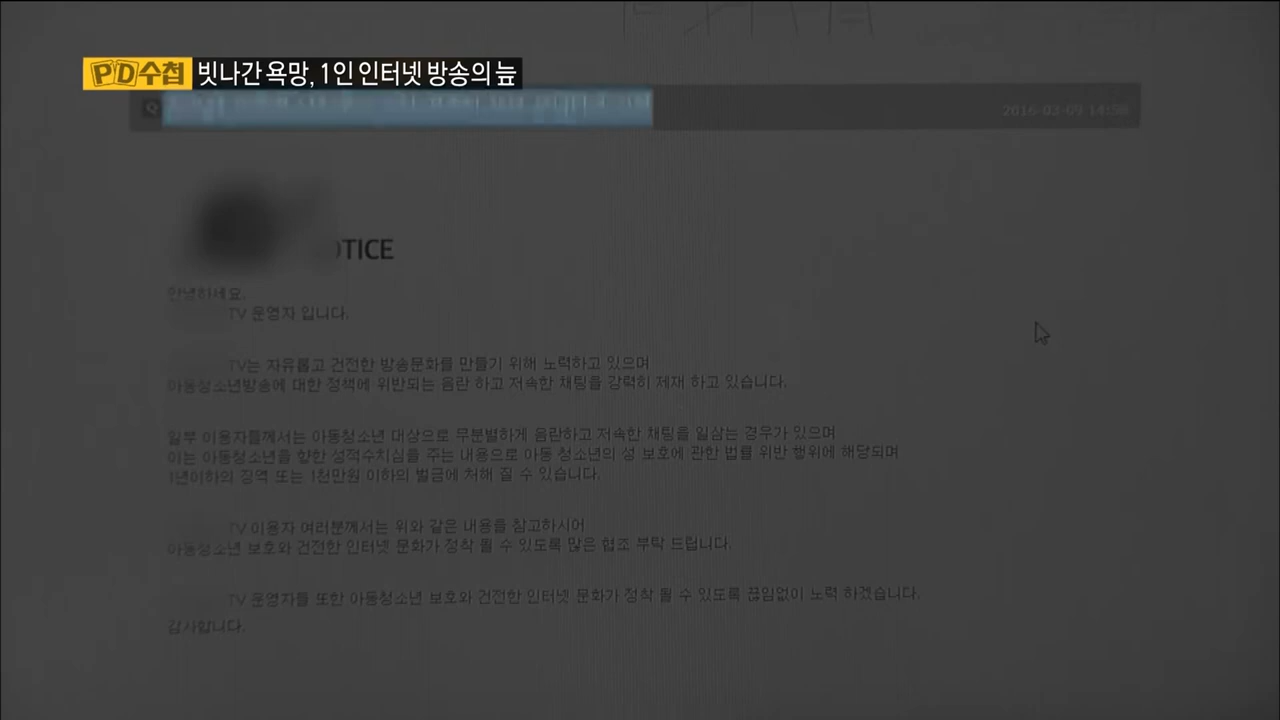 PD수첩 빗나간 욕망, 1인 인터넷 방송의 늪
Q 2016-03-09 14:56
OTICE
안녕하세요.
TV 운영자 입니다.
TV는 자유롭고 건전한 방송문화를 만들기 위해 노력하고 있으며
아동청소년방송에 대한 정책에 위반되는 음란 하고 저속한 채팅을 강력히 제재 하고 있습니다.
일부 이용자들께서는 아동청소년 대상으로 무분별하게 음란하고 저속한 채팅을 일삼는 경우가 있으며
이는 아동청소년을 향한 성적수치심을 주는 내용으로 아동 청소년의 성 보호에 관한 법률 위반 행위에 해당되며
1년이하의 징역 또는 1천만원 이하의 벌금에 처해 질 수 있습니다.
TV 이용자 여러분께서는 위와 같은 내용을 참고하시어
아동청소년 보호와 건전한 인터넷 문화가 정착 될 수 있도록 많은 협조 부탁 드립니다.
TV 운영자들 또한 아동청소년 보호와 건전한 인터넷 문화가 정착 될 수 있도록 끊임없이 노력 하겠습니다.
감사합니다.